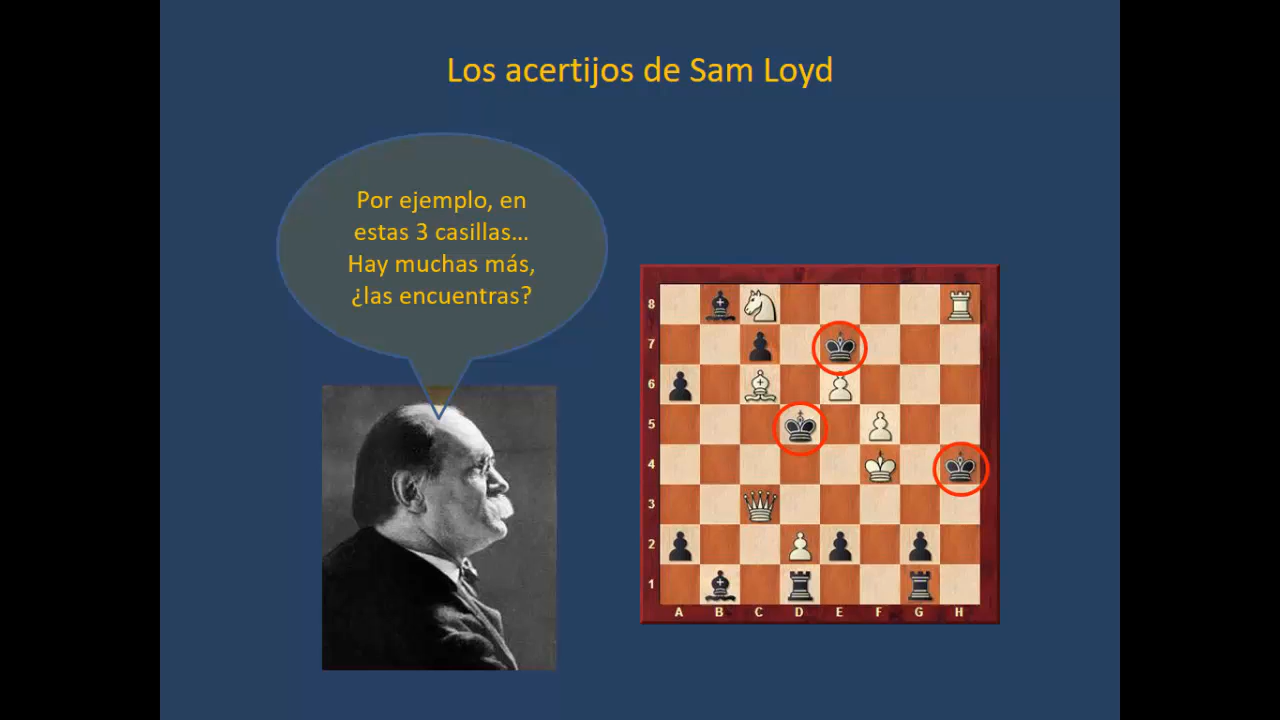 Los acertijos de Sam Loyd
Por ejemplo, en
estas 3 casillas...
Hay muchas más,
¿las encuentras?
8
7
6
5
4
3
2
1
A B C D E F G H